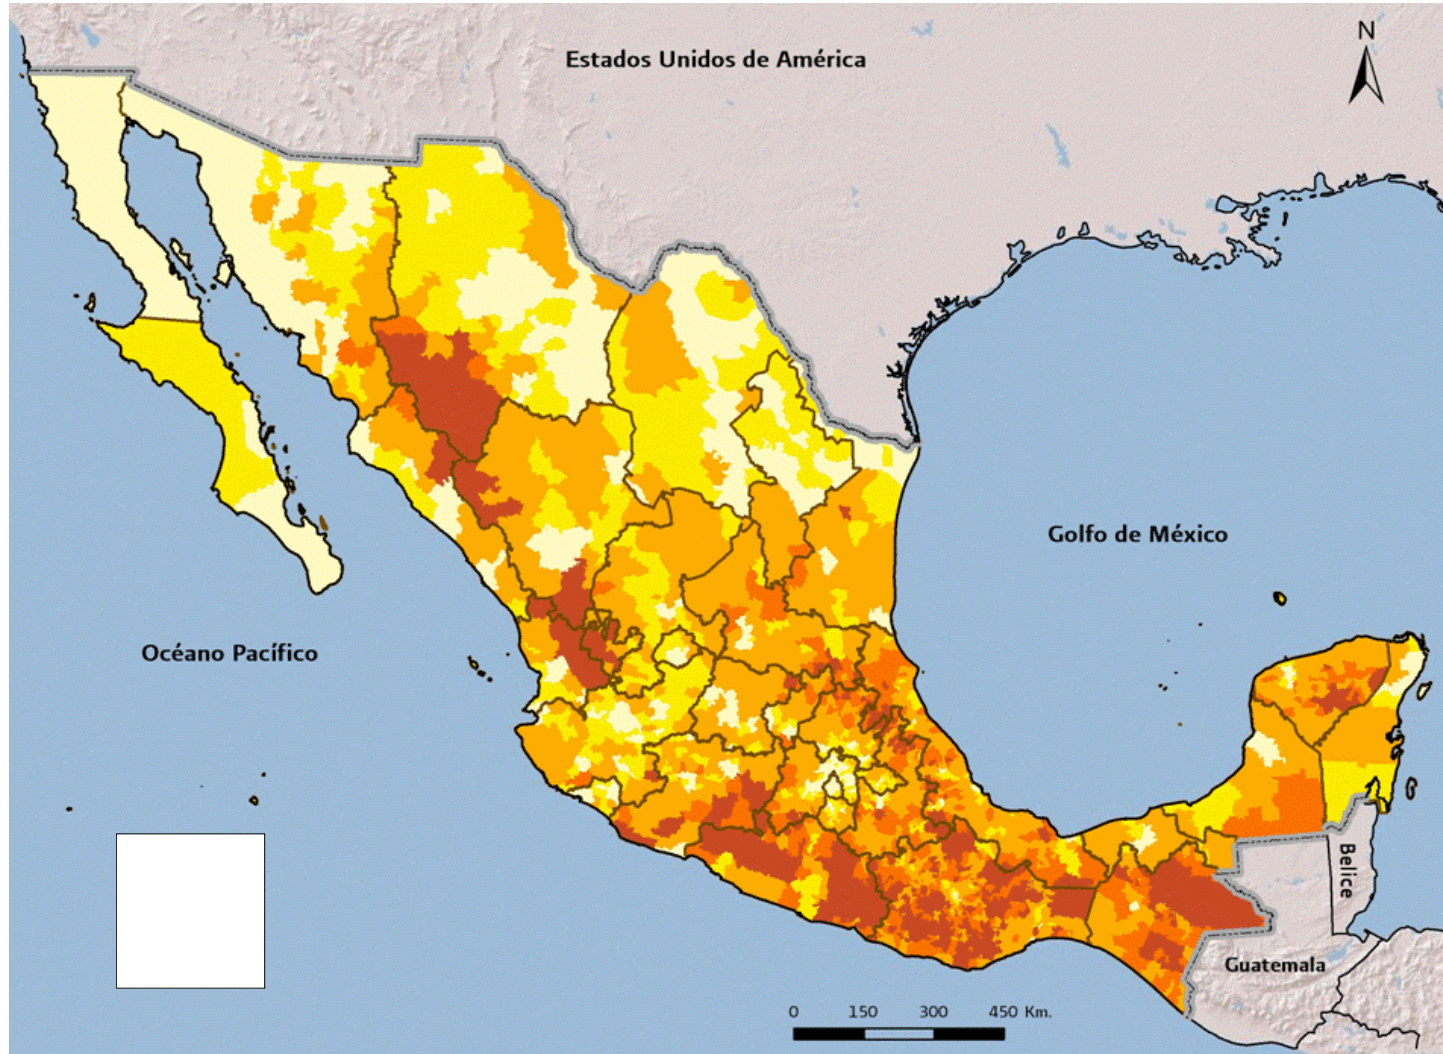 Estados Unidos de América
N
Golfo de México
Océano Pacífico
Belice
Guatemala
0 150 300 450 Km.